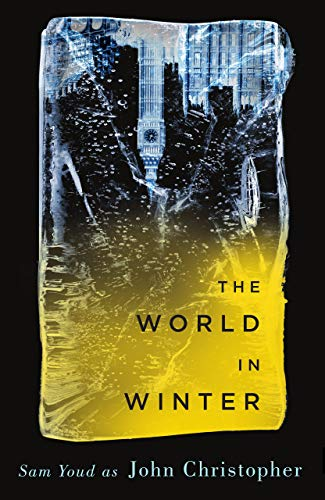 THE
WORLD
IN
WINTER
Sam Youd as John Christopher